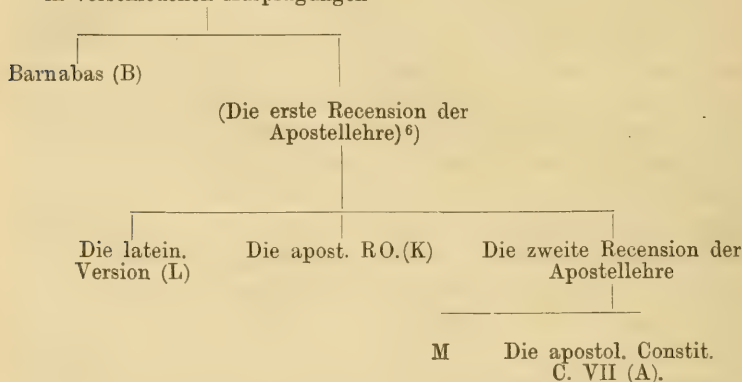 Barnabas (B)
(Die erste Recension der
Apostellehre) ⁶)
Die latein.
Version (L)
Die apost. RO. (K)
Die zweite Recension der
Apostellehre
M
Die apostol. Constit.
C. VII (A).